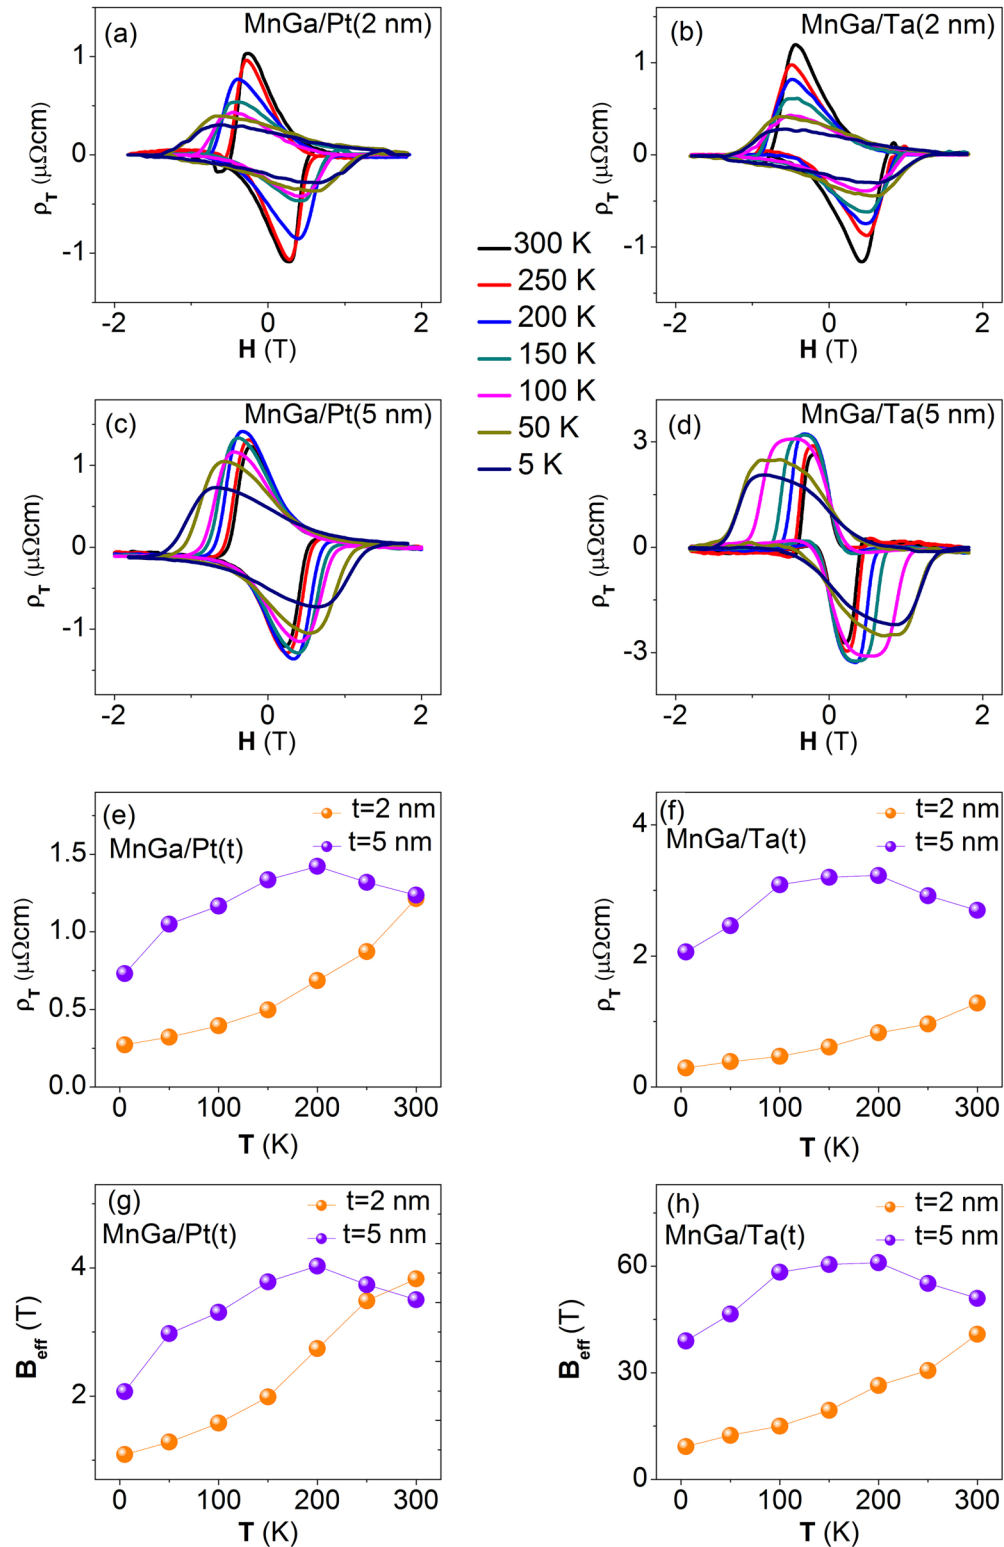 (a) MnGa/Pt(2 nm)
1
0
-1
ρT (μΩcm)
-2 0 2
H (T)
(b) MnGa/Ta(2 nm)
1
0
-1
ρT (μΩcm)
-2 0 2
H (T)
300 K
250 K
200 K
150 K
100 K
50 K
5 K
(c) MnGa/Pt(5 nm)
1
0
-1
ρT (μΩcm)
-2 0 2
H (T)
(d) MnGa/Ta(5 nm)
3
0
-3
ρT (μΩcm)
-2 0 2
H (T)
(e) t=2 nm
MnGa/Pt(t) t=5 nm
1.5
1.0
0.5
0.0
ρT (μΩcm)
0 100 200 300
T (K)
(f) t=2 nm
MnGa/Ta(t) t=5 nm
4
2
0
ρT (μΩcm)
0 100 200 300
T (K)
(g) t=2 nm
MnGa/Pt(t) t=5 nm
4
2
Beff (T)
0 100 200 300
T (K)
(h) t=2 nm
MnGa/Ta(t) t=5 nm
60
30
0
Beff (T)
0 100 200 300
T (K)